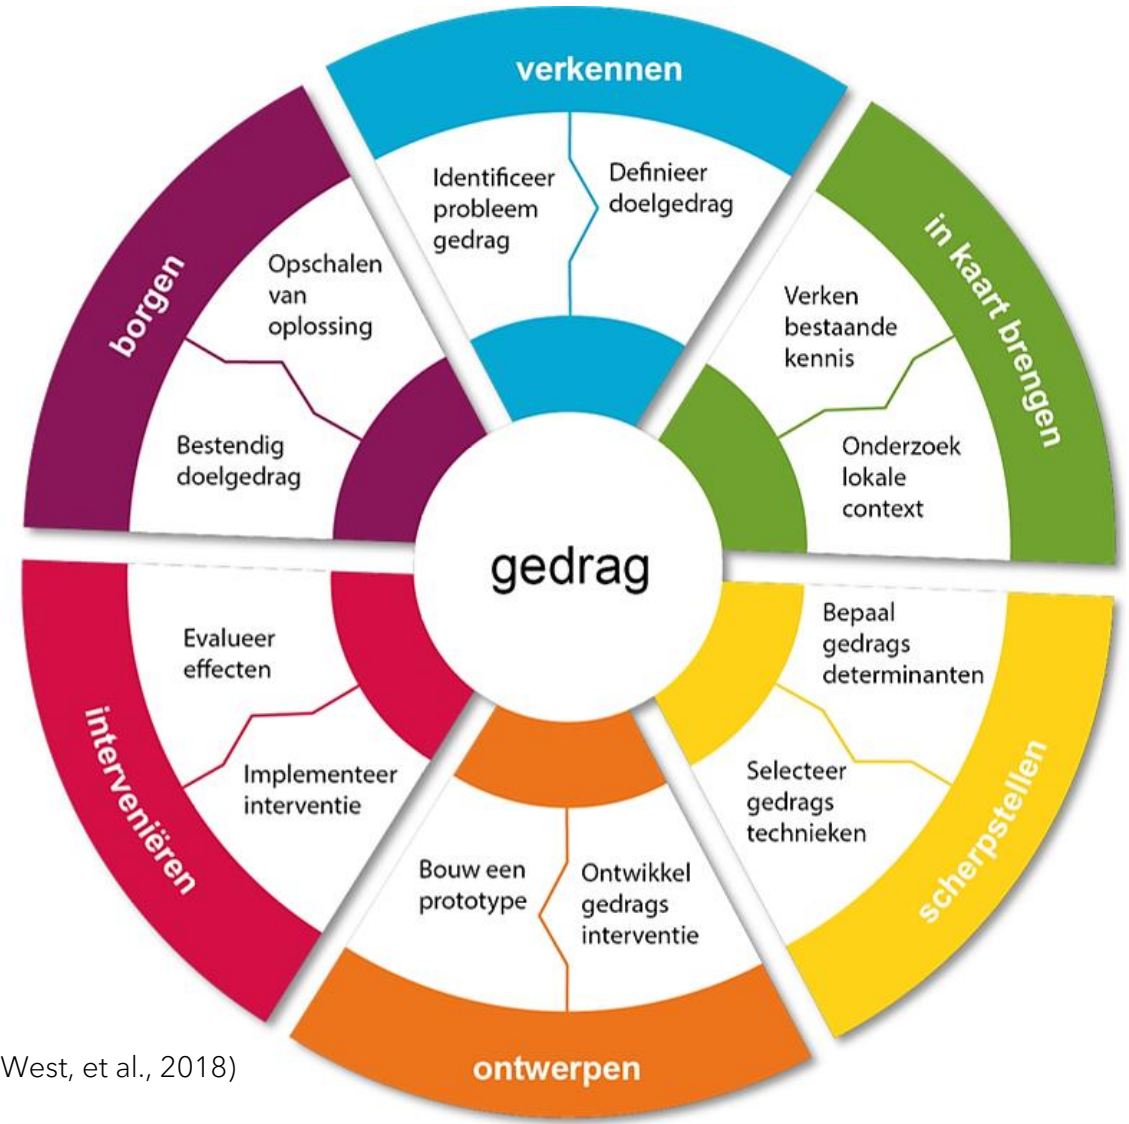 verkennen
Identificeer
probleem
gedrag
Definieer
doelgedrag
in kaart brengen
Verken
bestaande
kennis
Onderzoek
lokale
context
scherpstellen
Bepaal
gedrags
determinanten
Selecteer
gedrags
technieken
ontwerpen
Ontwikkel
gedrags
interventie
Bouw een
prototype
interveniëren
Implementeer
interventie
Evalueer
effecten
borgen
Bestendig
doelgedrag
Opschalen
van
oplossing
gedrag
West, et al., 2018)